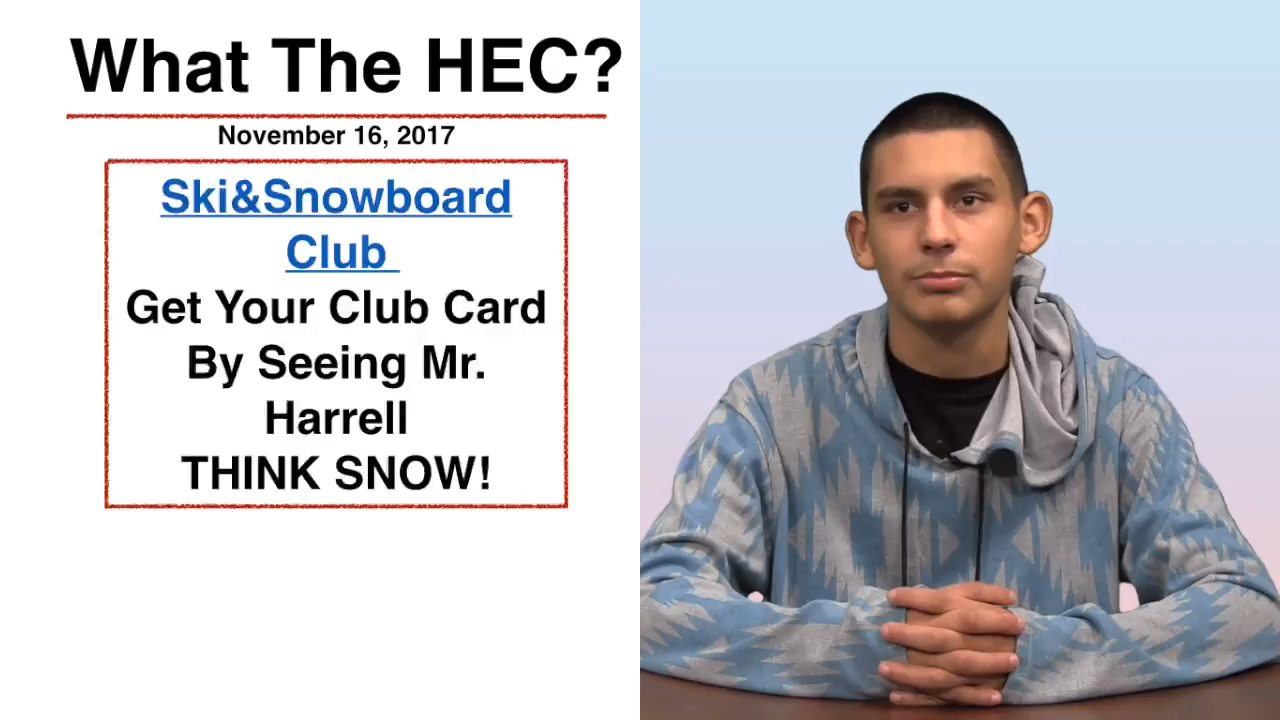 What The HEC?
November 16, 2017
Ski&Snowboard
Club
Get Your Club Card
By Seeing Mr.
Harrell
THINK SNOW!